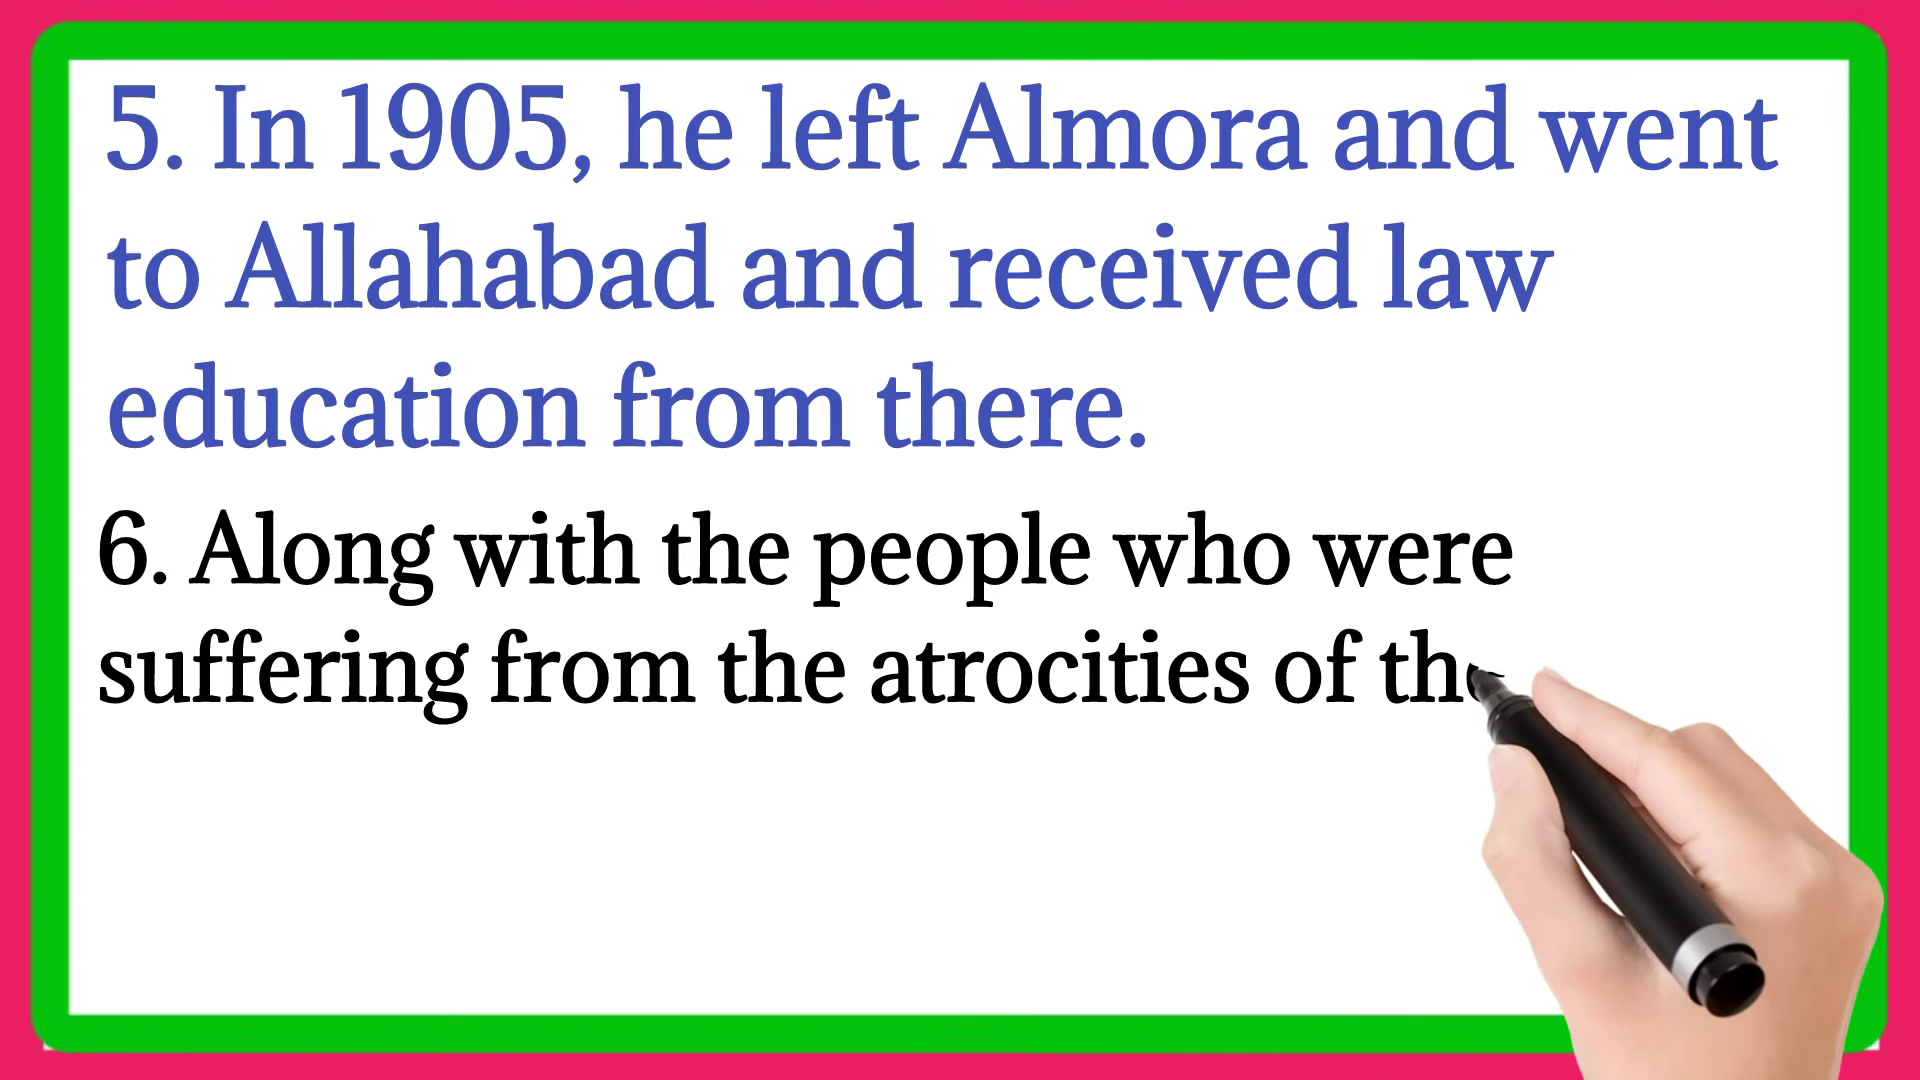 5. In 1905, he left Almora and went
to Allahabad and received law
education from there.
6. Along with the people who were
suffering from the atrocities of the